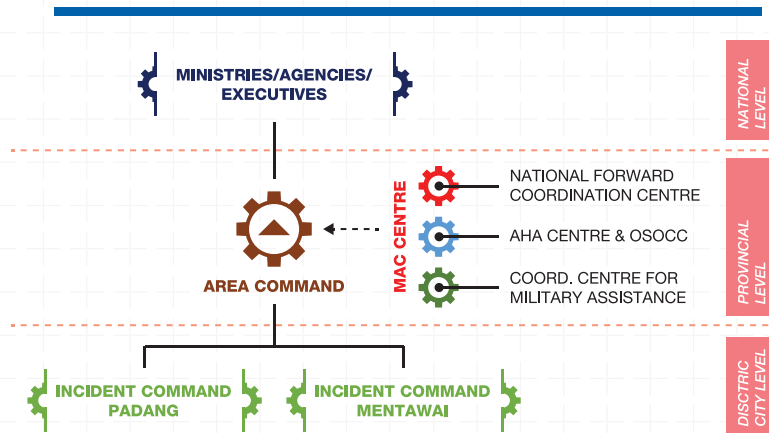 MINISTRIES/AGENCIES/
EXECUTIVES
NATIONAL
LEVEL
MAC CENTRE
NATIONAL FORWARD
COORDINATION CENTRE
AHA CENTRE & OSOCC
COORD. CENTRE FOR
MILITARY ASSISTANCE
AREA COMMAND
PROVINCIAL
LEVEL
INCIDENT COMMAND
PADANG
INCIDENT COMMAND
MENTAWAI
DISCTRIC
CITY LEVEL